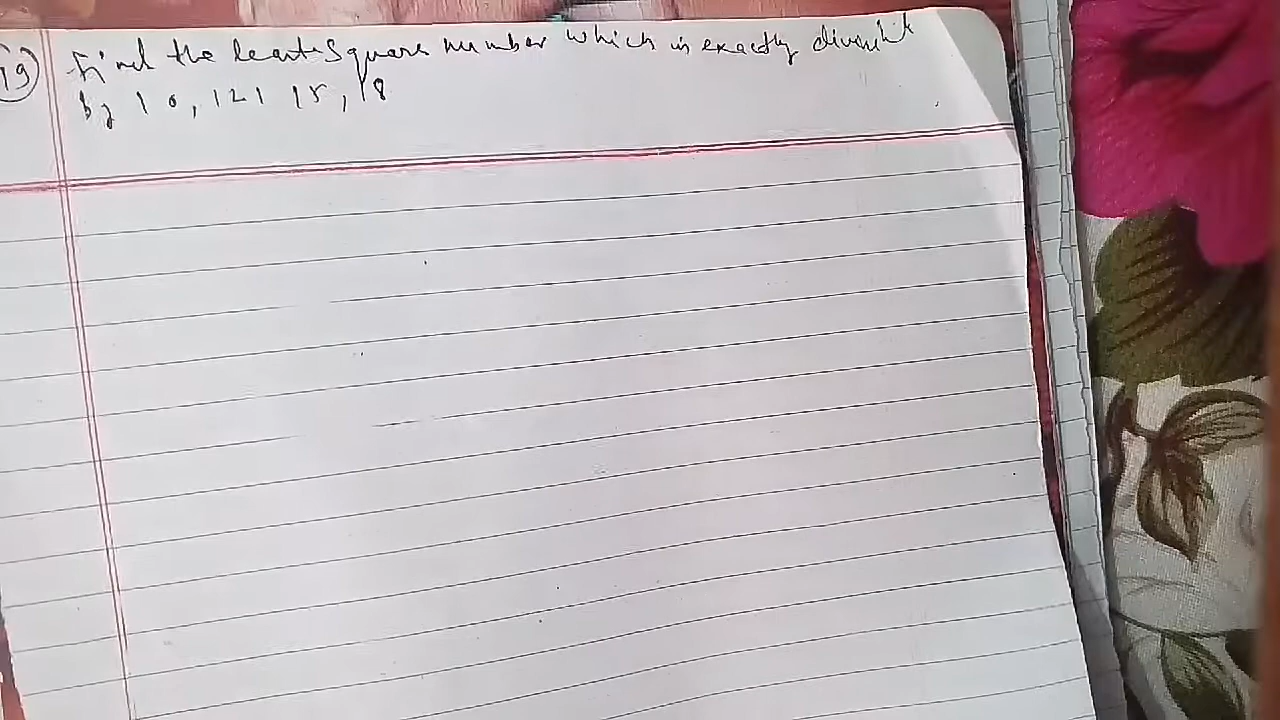 19 Find the least square number which is exactly divisible
by 10, 12, 15, 18